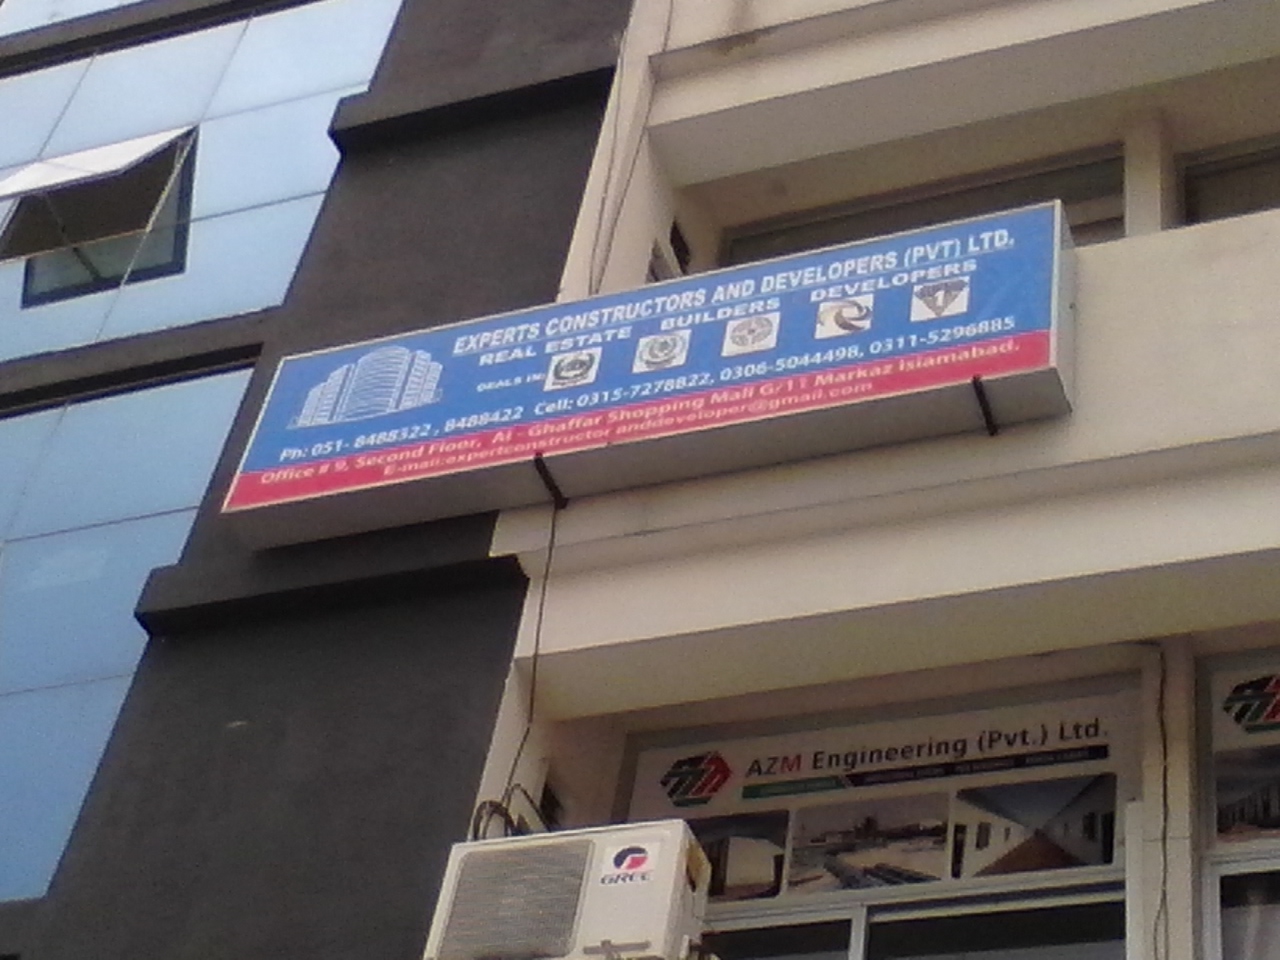 EXPERTS CONSTRUCTORS AND DEVELOPERS (PVT) LTD.
REAL ESTATE BUILDERS DEVELOPERS
DEALS IN:
1
Ph: 051- 8488322, 8488422 Cell: 0315-7278822, 0306-5044498, 0311-5296885
Office # 9, Second Floor, Al - Ghaffar Shopping Mall G/11 Markaz Islamabad.
E-mail:expertconstructor anddeveloper@gmail.com
AZM Engineering (Pvt.) Ltd.
GREE